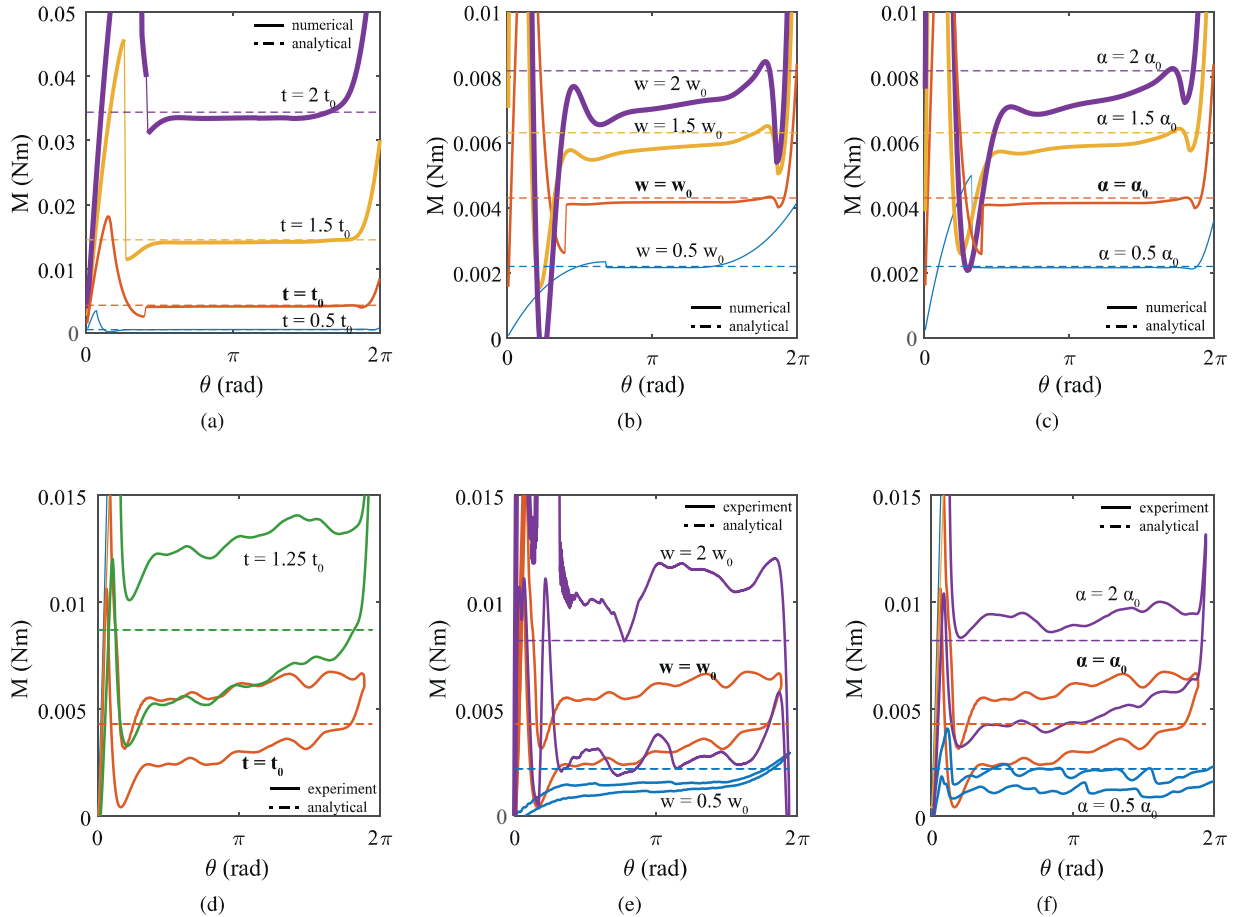 0.05
0.04
0.03
0.02
0.01
0
M (Nm)
numerical
analytical
t = 2 t0
t = 1.5 t0
t = t0
t = 0.5 t0
0 π 2π
θ (rad)
(a)
0.01
0.008
0.006
0.004
0.002
0
M (Nm)
w = 2 w0
w = 1.5 w0
w = w0
w = 0.5 w0
numerical
analytical
0 π 2π
θ (rad)
(b)
0.01
0.008
0.006
0.004
0.002
0
M (Nm)
α = 2 α0
α = 1.5 α0
α = α0
α = 0.5 α0
numerical
analytical
0 π 2π
θ (rad)
(c)
0.015
0.01
0.005
0
M (Nm)
t = 1.25 t0
t = t0
experiment
analytical
0 π 2π
θ (rad)
(d)
0.015
0.01
0.005
0
M (Nm)
experiment
analytical
w = 2 w0
w = w0
w = 0.5 w0
0 π 2π
θ (rad)
(e)
0.015
0.01
0.005
0
M (Nm)
experiment
analytical
α = 2 α0
α = α0
α = 0.5 α0
0 π 2π
θ (rad)
(f)